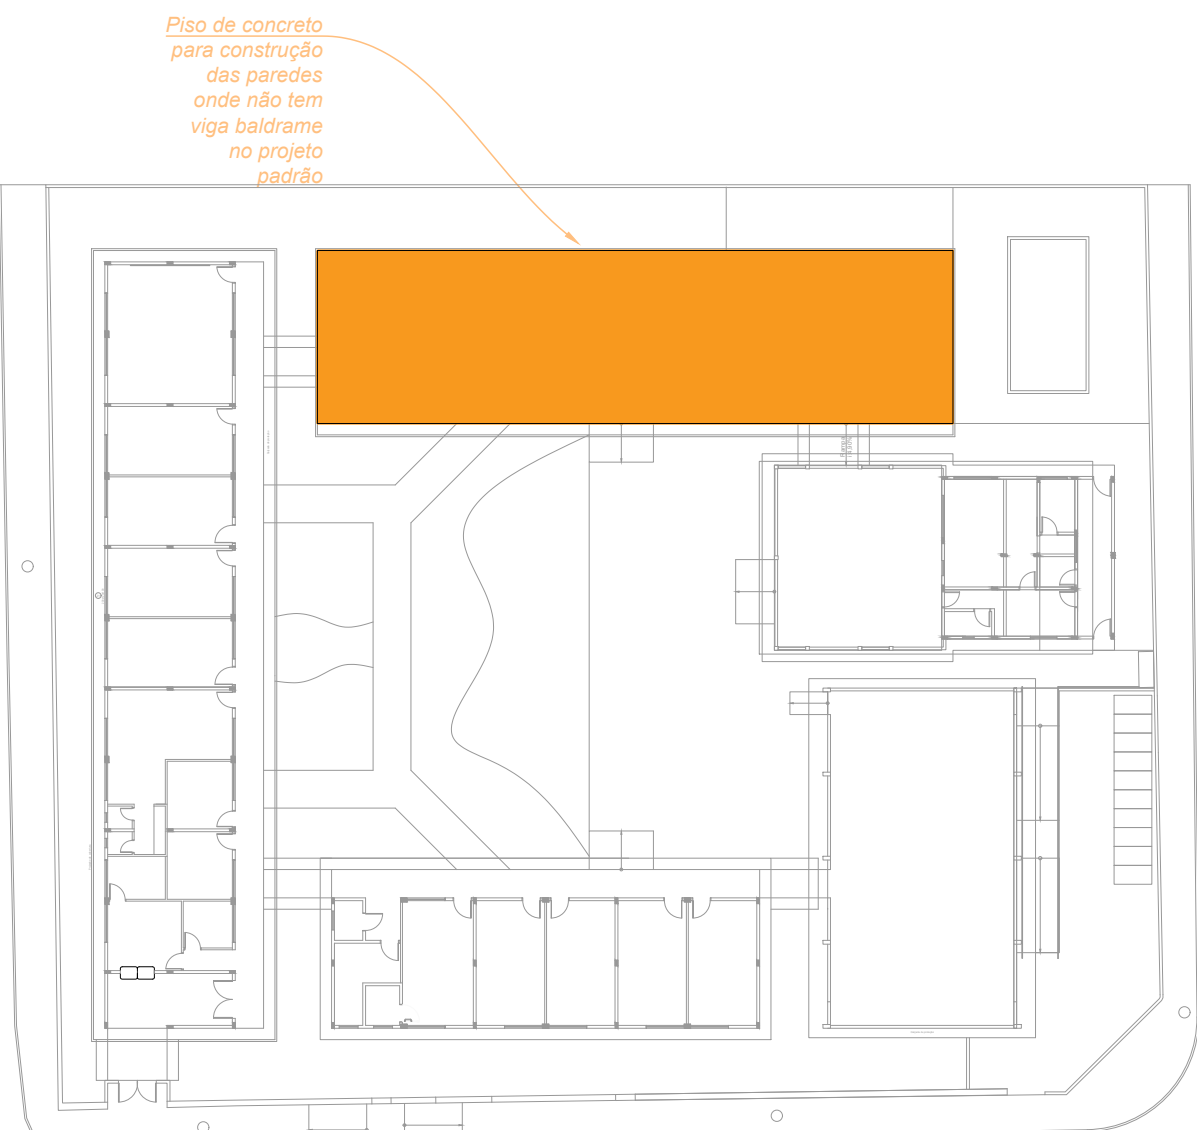 Piso de concreto
para construção
das paredes
onde não tem
viga baldrame
no projeto
padrão